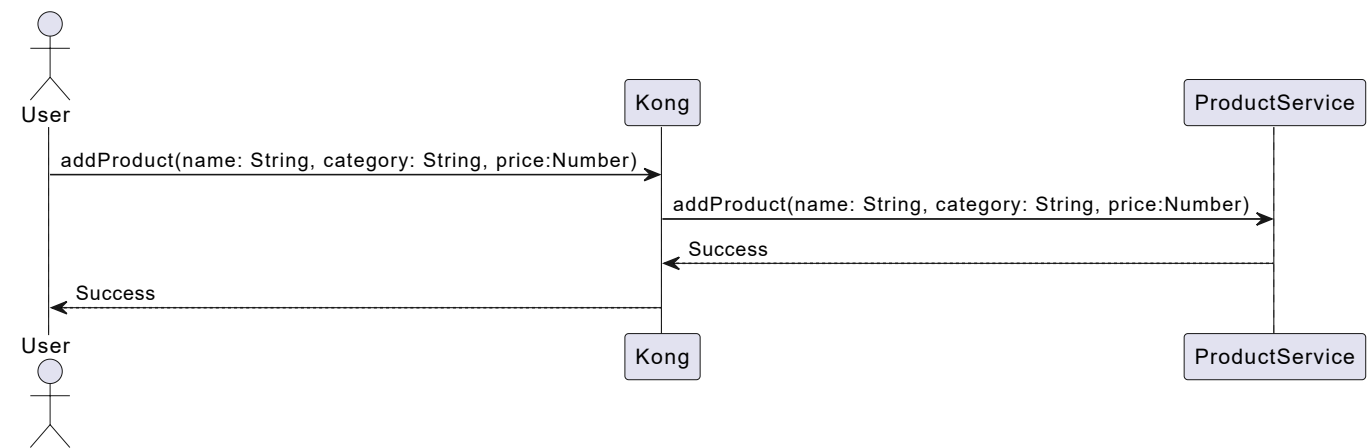 User
Kong
ProductService
addProduct(name: String, category: String, price:Number)
addProduct(name: String, category: String, price:Number)
Success
Success
User
Kong
ProductService